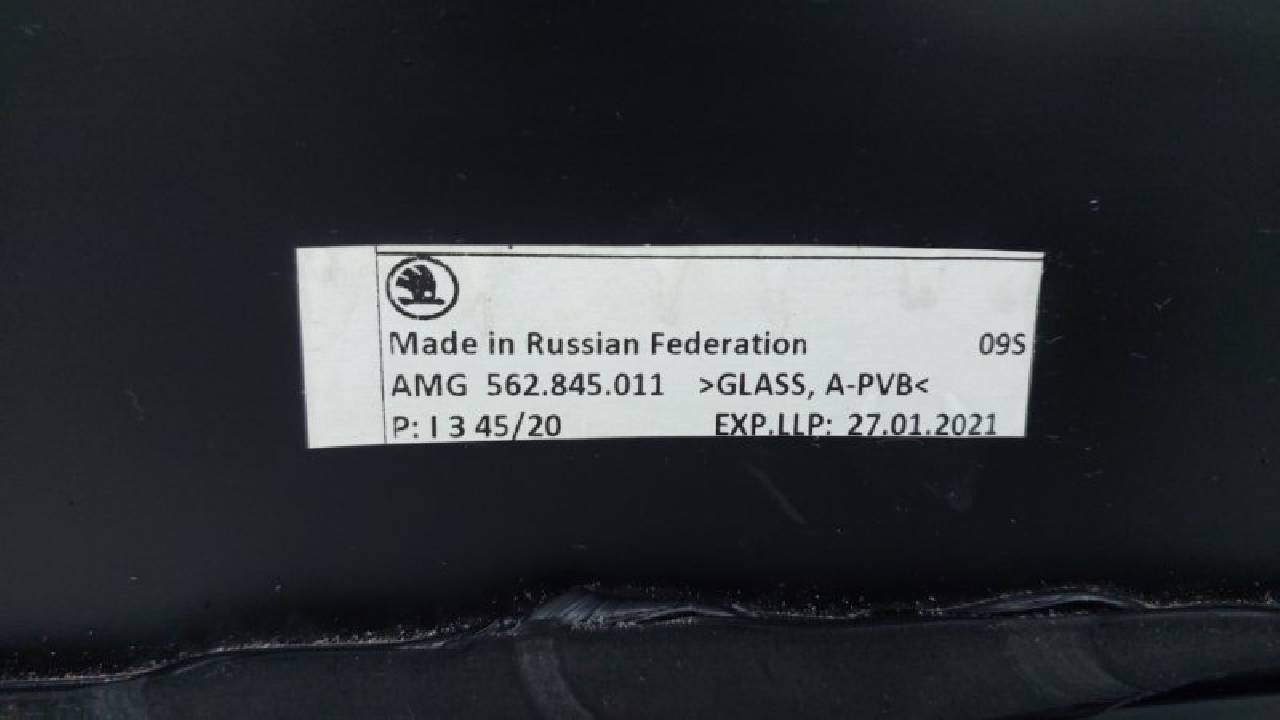 Made in Russian Federation 09S
AMG 562.845.011 >GLASS, A-PVB<
P: I 3 45/20 EXP.LLP: 27.01.2021